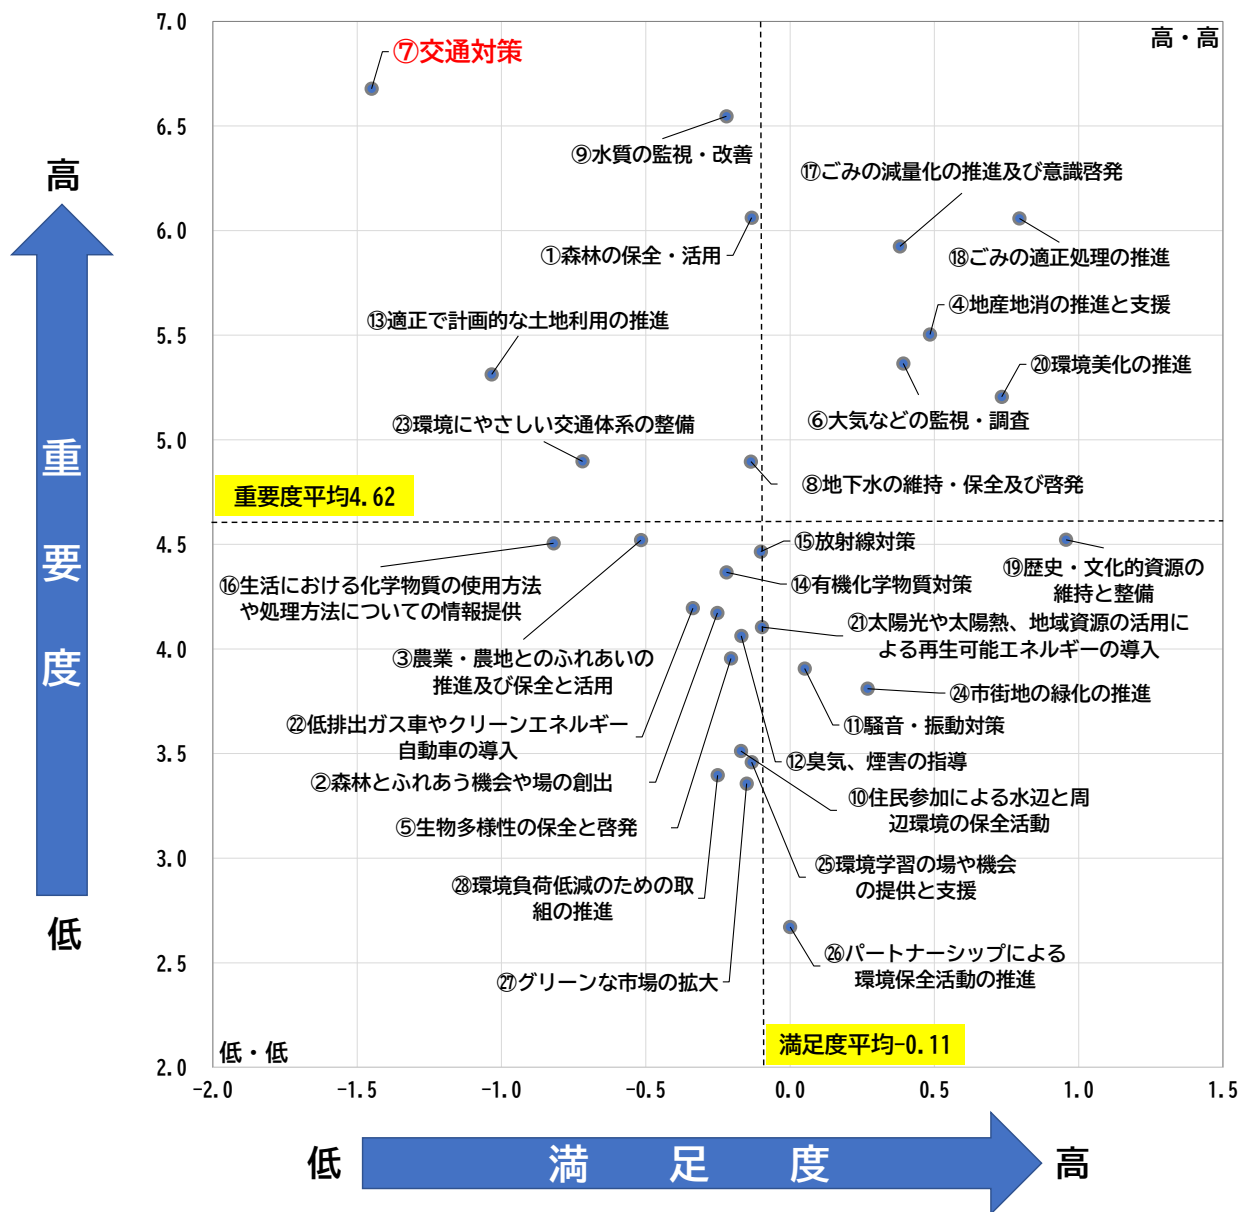 7.0
高・高
⑦交通対策
6.5
⑨水質の監視・改善
⑰ごみの減量化の推進及び意識啓発
高
6.0
①森林の保全・活用
⑱ごみの適正処理の推進
④地産地消の推進と支援
⑬適正で計画的な土地利用の推進
5.5
⑳環境美化の推進
⑥大気などの監視・調査
㉓環境にやさしい交通体系の整備
5.0
重要度
⑧地下水の維持・保全及び啓発
重要度平均4.62
4.5
⑮放射線対策
⑯生活における化学物質の使用方法
や処理方法についての情報提供
⑭有機化学物質対策
⑲歴史・文化的資源の
維持と整備
㉑太陽光や太陽熱、地域資源の活用に
よる再生可能エネルギーの導入
4.0
③農業・農地とのふれあいの
推進及び保全と活用
㉔市街地の緑化の推進
㉒低排出ガス車やクリーンエネルギー
自動車の導入
⑪騒音・振動対策
3.5
⑫臭気、煙害の指導
②森林とふれあう機会や場の創出
⑩住民参加による水辺と周
辺環境の保全活動
⑤生物多様性の保全と啓発
3.0
㉕環境学習の場や機会
の提供と支援
㉘環境負荷低減のための取
組の推進
低
2.5
㉖パートナーシップによる
環境保全活動の推進
㉗グリーンな市場の拡大
満足度平均-0.11
低・低
2.0
-2.0 -1.5 -1.0 -0.5 0.0 0.5 1.0 1.5
低 満足度 高